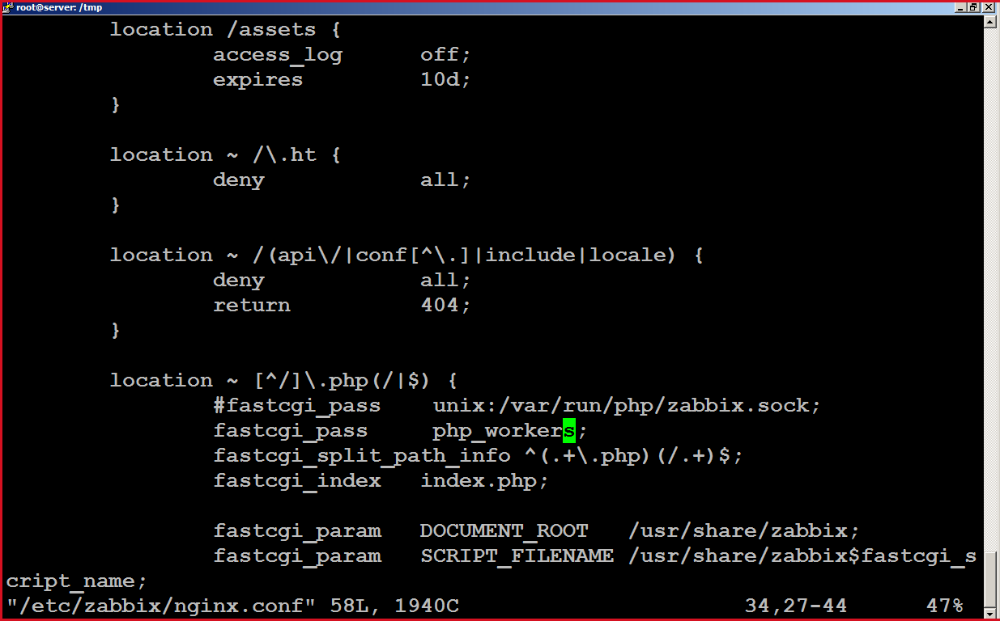 root@server: /tmp
location /assets {
access_log off;
expires 10d;
}
location ~ /\.ht {
deny all;
}
location ~ /(api\/|conf[^\.]|include|locale) {
deny all;
return 404;
}
location ~ [^/]\.php(/|$) {
#fastcgi_pass unix:/var/run/php/zabbix.sock;
fastcgi_pass php_workers;
fastcgi_split_path_info ^(.+\.php)(/.+)$;
fastcgi_index index.php;
fastcgi_param DOCUMENT_ROOT /usr/share/zabbix;
fastcgi_param SCRIPT_FILENAME /usr/share/zabbix$fastcgi_s
cript_name;
"/etc/zabbix/nginx.conf" 58L, 1940C 34,27-44 47%